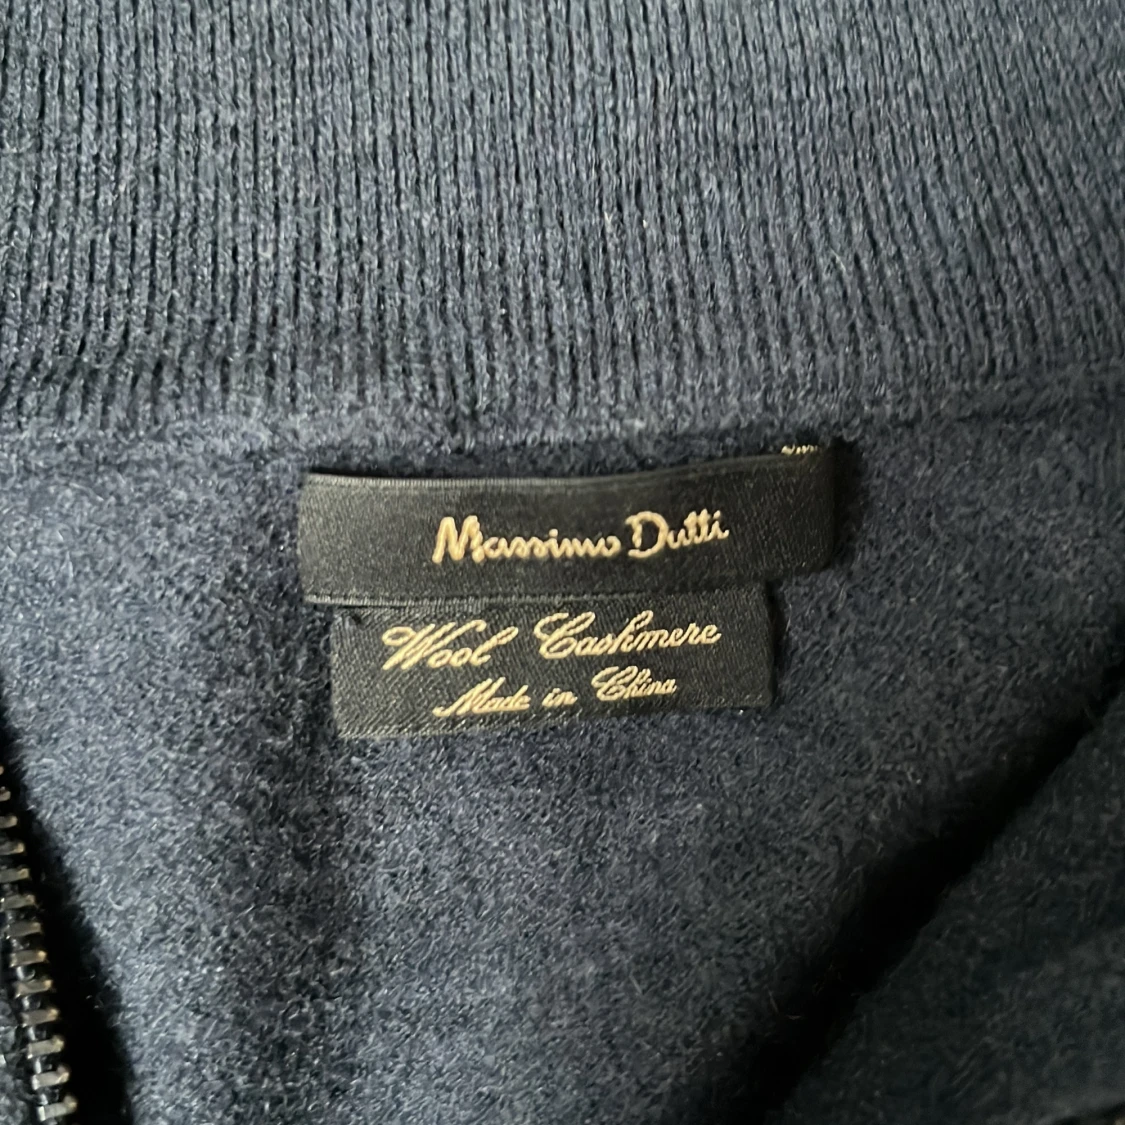 Massimo Dutti
Wool Cashmere
Made in China